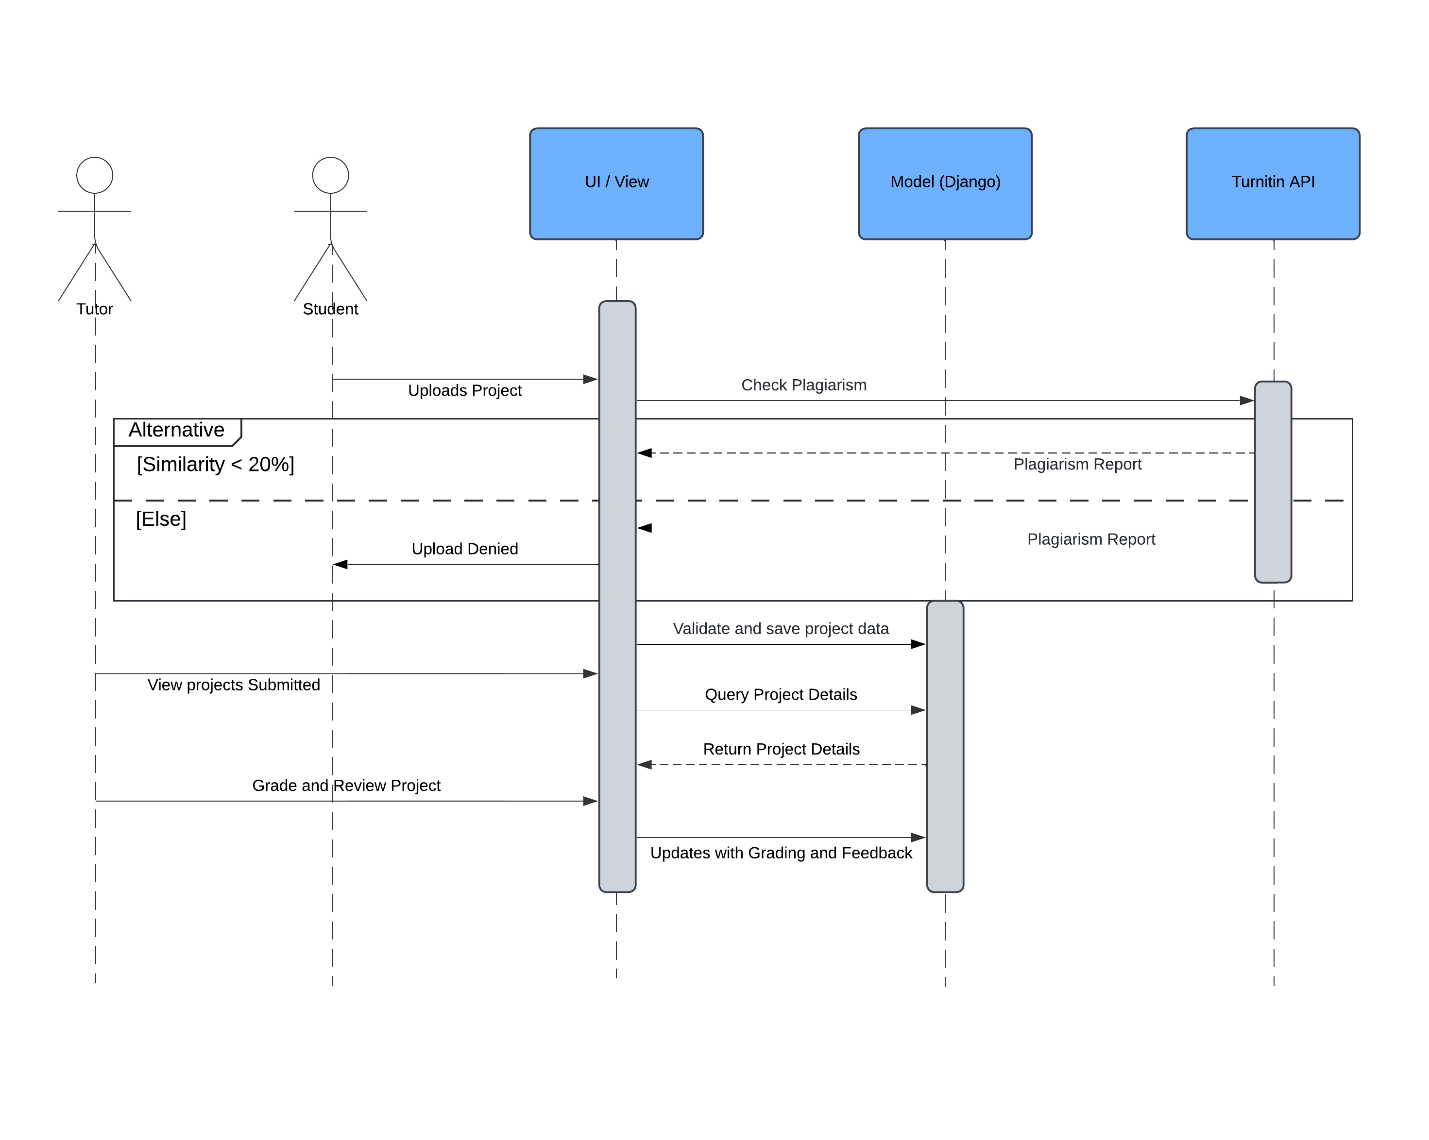 UI / View
Model (Django)
Turnitin API
Tutor
Student
Uploads Project
Check Plagiarism
Alternative
[Similarity < 20%]
Plagiarism Report
[Else]
Plagiarism Report
Upload Denied
Validate and save project data
View projects Submitted
Query Project Details
Return Project Details
Grade and Review Project
Updates with Grading and Feedback